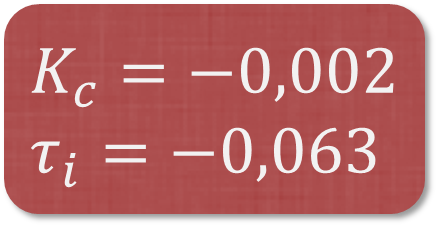 K_c = −0,002
τ_i = −0,063